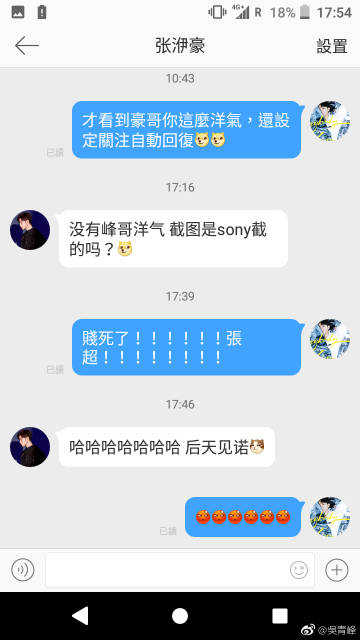 4G R 18% 17:54
张洢豪 設置
10:43
才看到豪哥你這麼洋氣，還設
定關注自動回復
已讀
17:16
没有峰哥洋气 截图是sony截
的吗？
17:39
賤死了！！！！！！張
超！！！！！！！！
已讀
17:46
哈哈哈哈哈哈哈 后天见诺
已讀
@吳青峰